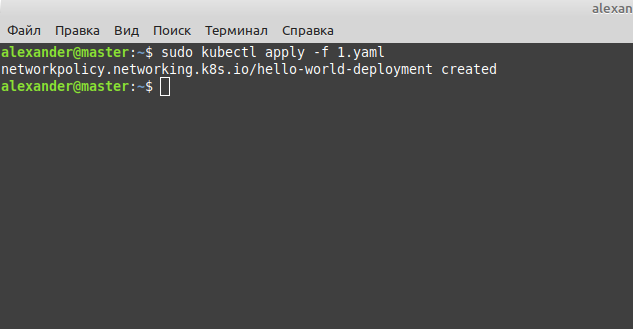 alexan
Файл Правка Вид Поиск Терминал Справка
alexander@master:~$ sudo kubectl apply -f 1.yaml
networkpolicy.networking.k8s.io/hello-world-deployment created
alexander@master:~$